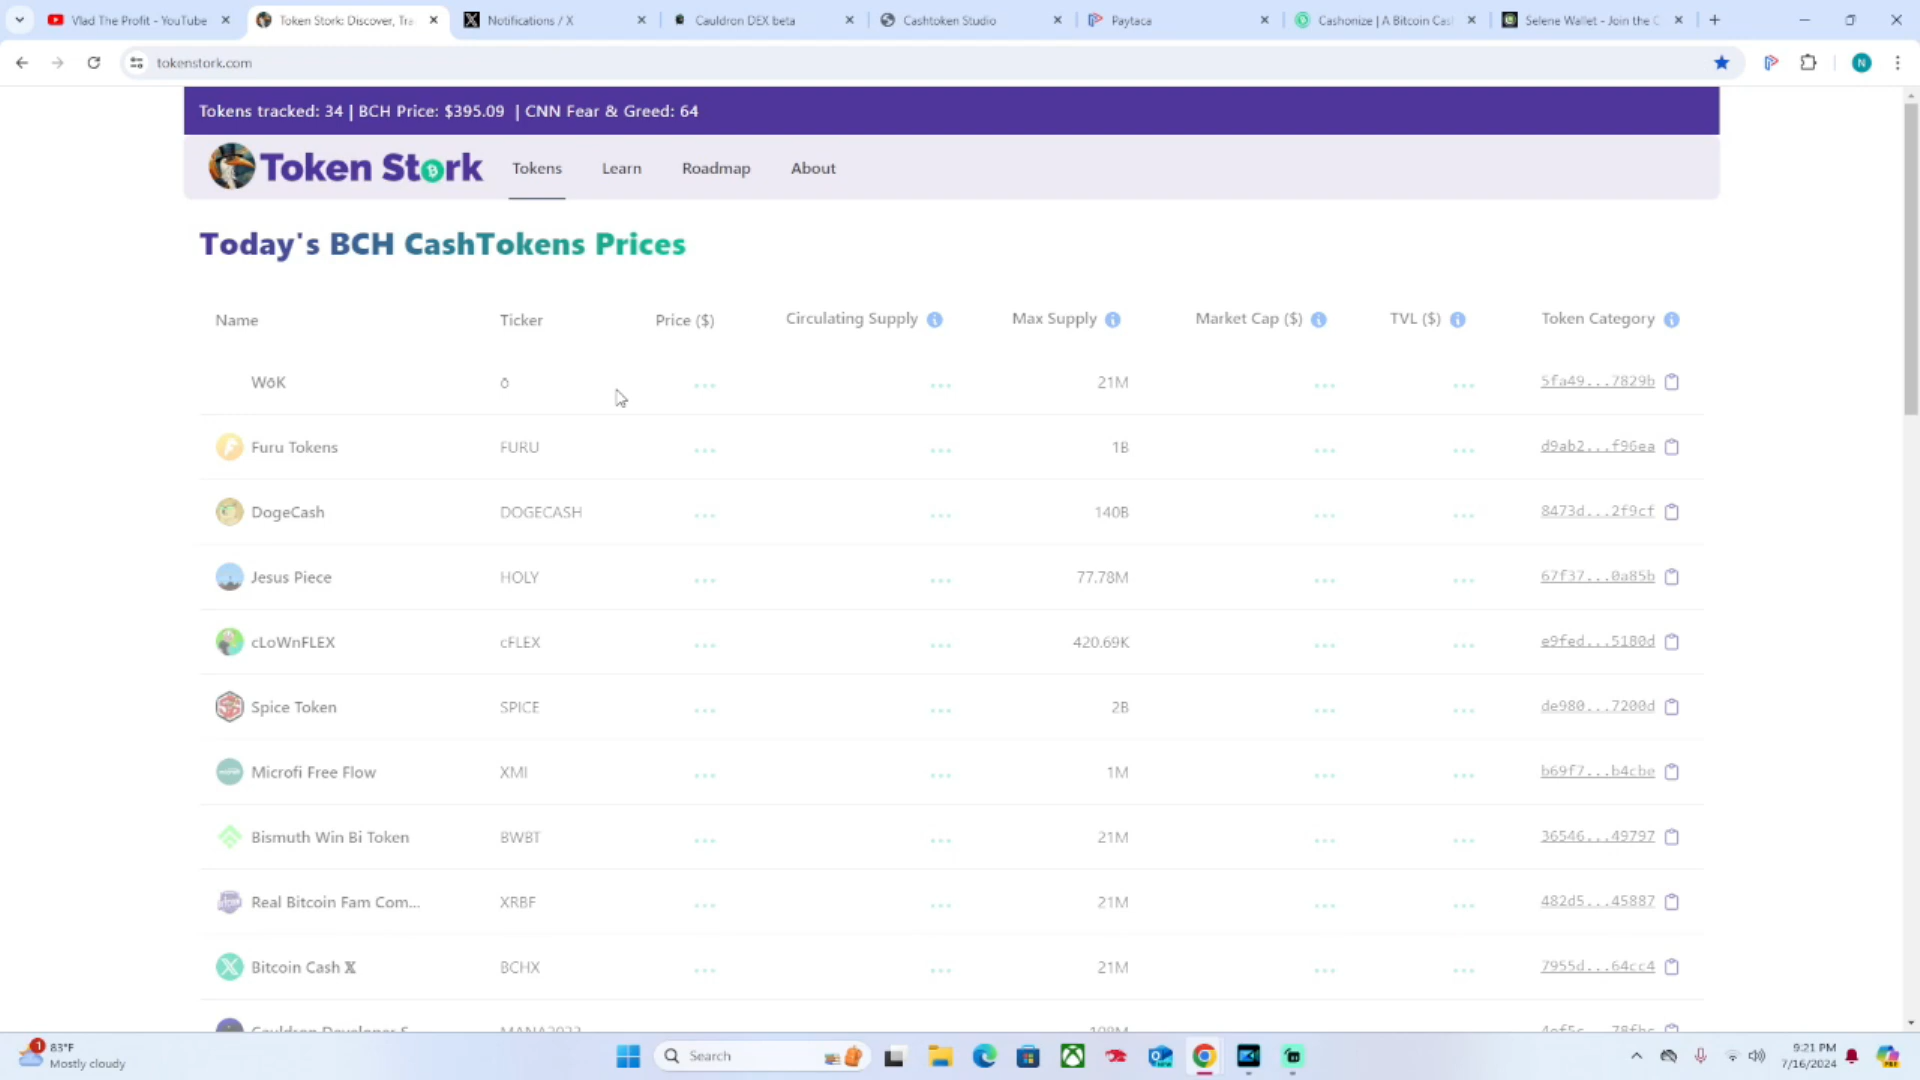 Vlad The Profit - YouTube
Token Stork: Discover, Tra
Notifications / X
Cauldron DEX beta
Cashtoken Studio
Paytaca
Cashonize | A Bitcoin Cas
Selene Wallet - Join the C
tokenstork.com
N
Tokens tracked: 34 | BCH Price: $395.09 | CNN Fear & Greed: 64
Token Stork Tokens Learn Roadmap About
Today's BCH CashTokens Prices
Name Ticker Price ($) Circulating Supply Max Supply Market Cap ($) TVL ($) Token Category
WōK ō ... ... 21M ... ... 5fa49...7829b
Furu Tokens FURU ... ... 1B ... ... d9ab2...f96ea
DogeCash DOGECASH ... ... 140B ... ... 8473d...2f9cf
Jesus Piece HOLY ... ... 77.78M ... ... 67f37...0a85b
cLoWnFLEX cFLEX ... ... 420.69K ... ... e9fed...5180d
Spice Token SPICE ... ... 2B ... ... de980...7200d
Microfi Free Flow XMI ... ... 1M ... ... b69f7...b4cbe
Bismuth Win Bi Token BWBT ... ... 21M ... ... 36546...49797
Real Bitcoin Fam Com... XRBF ... ... 21M ... ... 482d5...45887
Bitcoin Cash 𝕏 BCHX ... ... 21M ... ... 7955d...64cc4
Cauldron Developer S MANA2022
1
83°F
Mostly cloudy
Search
9:21 PM
7/16/2024